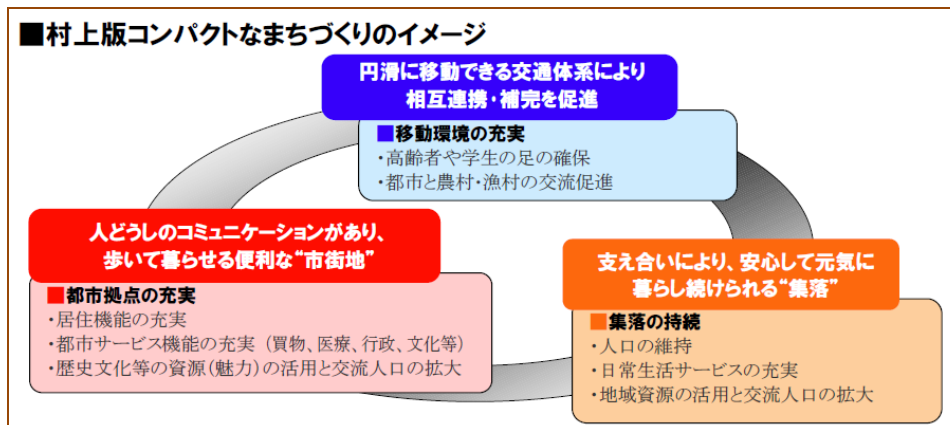 ■村上版コンパクトなまちづくりのイメージ
円滑に移動できる交通体系により
相互連携・補完を促進
■移動環境の充実
・高齢者や学生の足の確保
・都市と農村・漁村の交流促進
人どうしのコミュニケーションがあり、
歩いて暮らせる便利な“市街地”
■都市拠点の充実
・居住機能の充実
・都市サービス機能の充実（買物、医療、行政、文化等）
・歴史文化等の資源（魅力）の活用と交流人口の拡大
支え合いにより、安心して元気に
暮らし続けられる“集落”
■集落の持続
・人口の維持
・日常生活サービスの充実
・地域資源の活用と交流人口の拡大